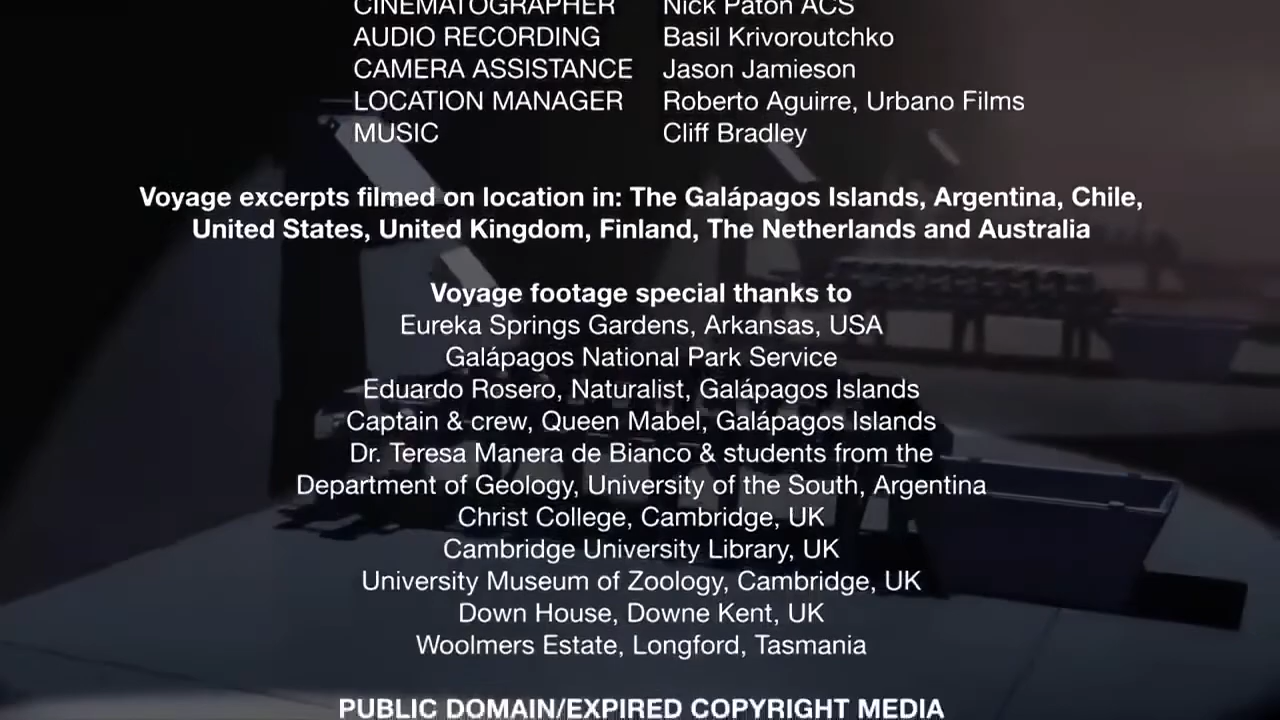 CINEMATOGRAPHER Nick Paton ACS
AUDIO RECORDING Basil Krivoroutchko
CAMERA ASSISTANCE Jason Jamieson
LOCATION MANAGER Roberto Aguirre, Urbano Films
MUSIC Cliff Bradley
Voyage excerpts filmed on location in: The Galápagos Islands, Argentina, Chile,
United States, United Kingdom, Finland, The Netherlands and Australia
Voyage footage special thanks to
Eureka Springs Gardens, Arkansas, USA
Galápagos National Park Service
Eduardo Rosero, Naturalist, Galápagos Islands
Captain & crew, Queen Mabel, Galápagos Islands
Dr. Teresa Manera de Bianco & students from the
Department of Geology, University of the South, Argentina
Christ College, Cambridge, UK
Cambridge University Library, UK
University Museum of Zoology, Cambridge, UK
Down House, Downe Kent, UK
Woolmers Estate, Longford, Tasmania
PUBLIC DOMAIN/EXPIRED COPYRIGHT MEDIA